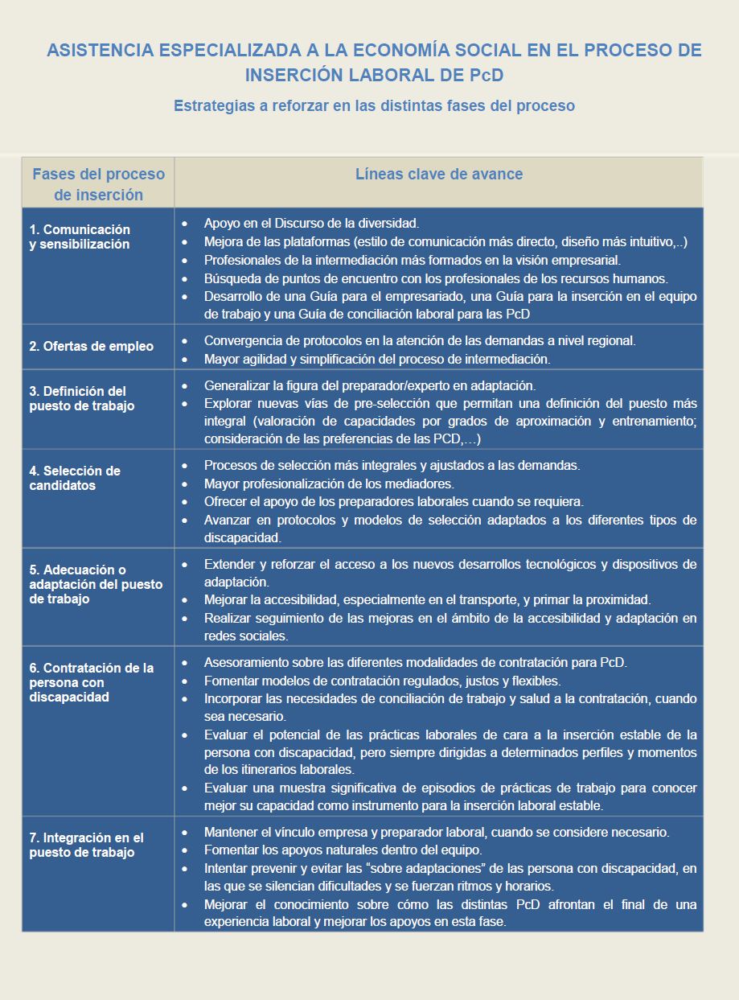 ASISTENCIA ESPECIALIZADA A LA ECONOMÍA SOCIAL EN EL PROCESO DE
INSERCIÓN LABORAL DE PcD
Estrategias a reforzar en las distintas fases del proceso
Fases del proceso
de inserción
Líneas clave de avance
1. Comunicación
y sensibilización
• Apoyo en el Discurso de la diversidad.
• Mejora de las plataformas (estilo de comunicación más directo, diseño más intuitivo,..)
• Profesionales de la intermediación más formados en la visión empresarial.
• Búsqueda de puntos de encuentro con los profesionales de los recursos humanos.
• Desarrollo de una Guía para el empresariado, una Guía para la inserción en el equipo
de trabajo y una Guía de conciliación laboral para las PcD
2. Ofertas de empleo
• Convergencia de protocolos en la atención de las demandas a nivel regional.
• Mayor agilidad y simplificación del proceso de intermediación.
3. Definición del
puesto de trabajo
• Generalizar la figura del preparador/experto en adaptación.
• Explorar nuevas vías de pre-selección que permitan una definición del puesto más
integral (valoración de capacidades por grados de aproximación y entrenamiento;
consideración de las preferencias de las PCD,…)
4. Selección de
candidatos
• Procesos de selección más integrales y ajustados a las demandas.
• Mayor profesionalización de los mediadores.
• Ofrecer el apoyo de los preparadores laborales cuando se requiera.
• Avanzar en protocolos y modelos de selección adaptados a los diferentes tipos de
discapacidad.
5. Adecuación o
adaptación del puesto
de trabajo
• Extender y reforzar el acceso a los nuevos desarrollos tecnológicos y dispositivos de
adaptación.
• Mejorar la accesibilidad, especialmente en el transporte, y primar la proximidad.
• Realizar seguimiento de las mejoras en el ámbito de la accesibilidad y adaptación en
redes sociales.
6. Contratación de la
persona con
discapacidad
• Asesoramiento sobre las diferentes modalidades de contratación para PcD.
• Fomentar modelos de contratación regulados, justos y flexibles.
• Incorporar las necesidades de conciliación de trabajo y salud a la contratación, cuando
sea necesario.
• Evaluar el potencial de las prácticas laborales de cara a la inserción estable de la
persona con discapacidad, pero siempre dirigidas a determinados perfiles y momentos
de los itinerarios laborales.
• Evaluar una muestra significativa de episodios de prácticas de trabajo para conocer
mejor su capacidad como instrumento para la inserción laboral estable.
7. Integración en el
puesto de trabajo
• Mantener el vínculo empresa y preparador laboral, cuando se considere necesario.
• Fomentar los apoyos naturales dentro del equipo.
• Intentar prevenir y evitar las “sobre adaptaciones” de las persona con discapacidad, en
las que se silencian dificultades y se fuerzan ritmos y horarios.
• Mejorar el conocimiento sobre cómo las distintas PcD afrontan el final de una
experiencia laboral y mejorar los apoyos en esta fase.